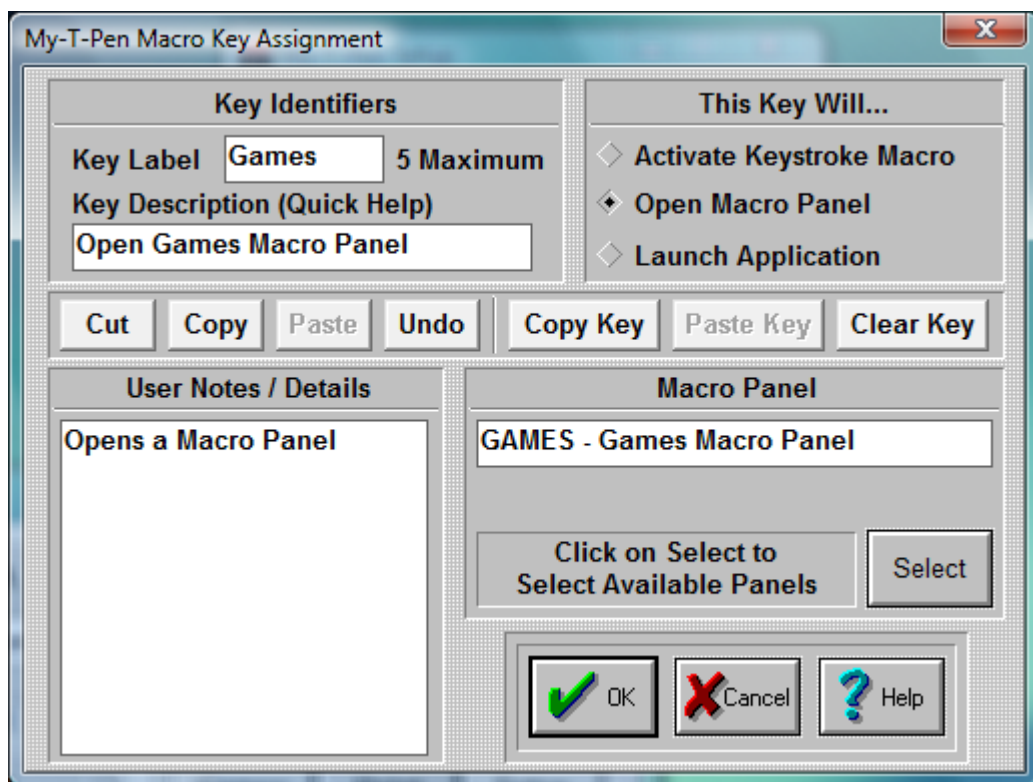 My-T-Pen Macro Key Assignment
Key Identifiers
Key Label Games 5 Maximum
Key Description (Quick Help)
Open Games Macro Panel
This Key Will...
Activate Keystroke Macro
Open Macro Panel
Launch Application
Cut Copy Paste Undo Copy Key Paste Key Clear Key
User Notes / Details
Opens a Macro Panel
Macro Panel
GAMES - Games Macro Panel
Click on Select to
Select Available Panels
Select
OK Cancel Help